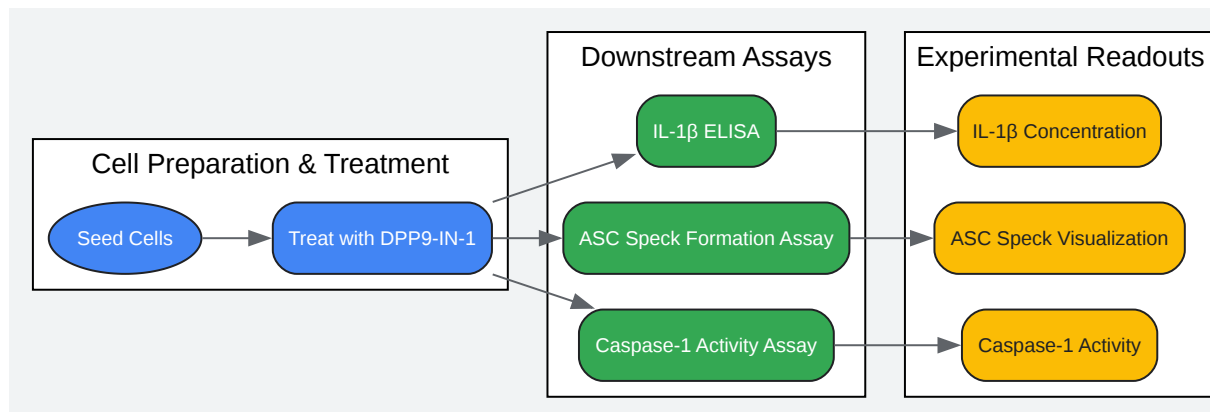 Cell Preparation & Treatment
Seed Cells
Treat with DPP9-IN-1
Downstream Assays
IL-1β ELISA
ASC Speck Formation Assay
Caspase-1 Activity Assay
Experimental Readouts
IL-1β Concentration
ASC Speck Visualization
Caspase-1 Activity